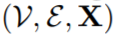 (𝒱, ℰ, 𝐗)